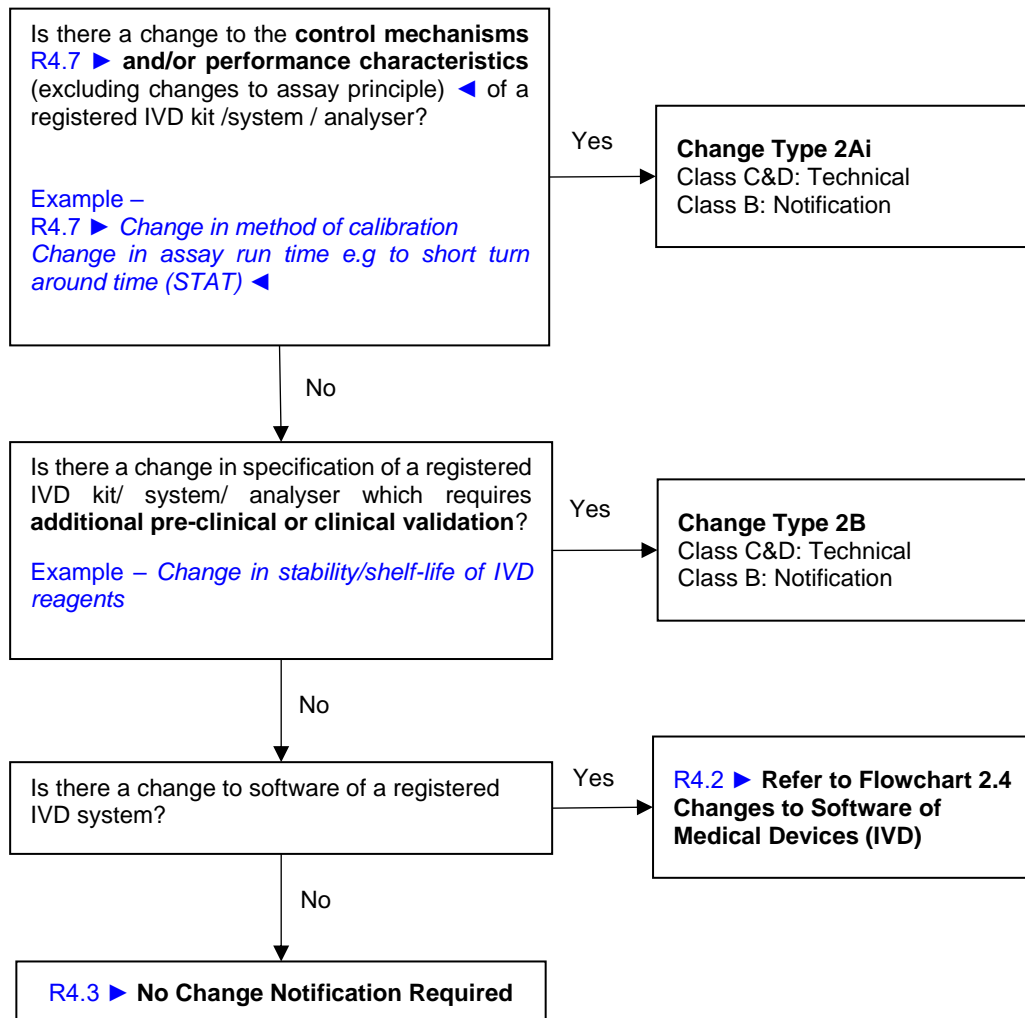 Is there a change to the control mechanisms
R4.7 ► and/or performance characteristics
(excluding changes to assay principle) ◄ of a
registered IVD kit /system / analyser?
Example –
R4.7 ► Change in method of calibration
Change in assay run time e.g to short turn
around time (STAT) ◄
Yes
Change Type 2Ai
Class C&D: Technical
Class B: Notification
No
Is there a change in specification of a registered
IVD kit/ system/ analyser which requires
additional pre-clinical or clinical validation?
Example – Change in stability/shelf-life of IVD
reagents
Yes
Change Type 2B
Class C&D: Technical
Class B: Notification
No
Is there a change to software of a registered
IVD system?
Yes
R4.2 ► Refer to Flowchart 2.4
Changes to Software of
Medical Devices (IVD)
No
R4.3 ► No Change Notification Required